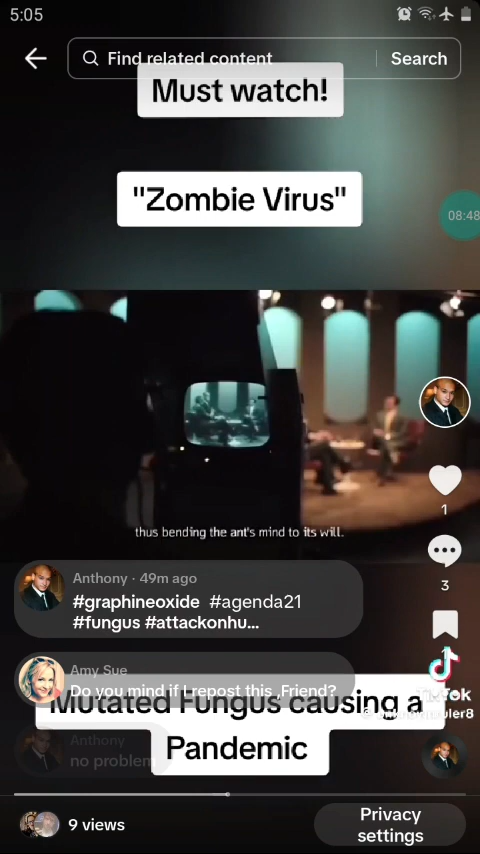 5:05
Find related content
Search
Must watch!
"Zombie Virus"
08:48
thus bending the ant's mind to its will.
1
Anthony · 49m ago
3
#graphineoxide #agenda21
#fungus #attackonhu...
Amy Sue
Do you mind if I repost this ,Friend?
TikTok
Mutated Fungus causing a
Anthony
no problem
Pandemic
9 views
Privacy
settings